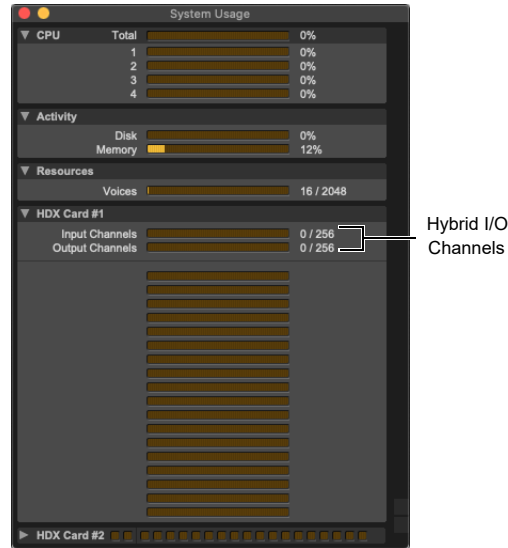 System Usage
CPU Total 0%
1 0%
2 0%
3 0%
4 0%
Activity
Disk 0%
Memory 12%
Resources
Voices 16 / 2048
HDX Card #1
Input Channels 0 / 256
Output Channels 0 / 256
Hybrid I/O
Channels
HDX Card #2